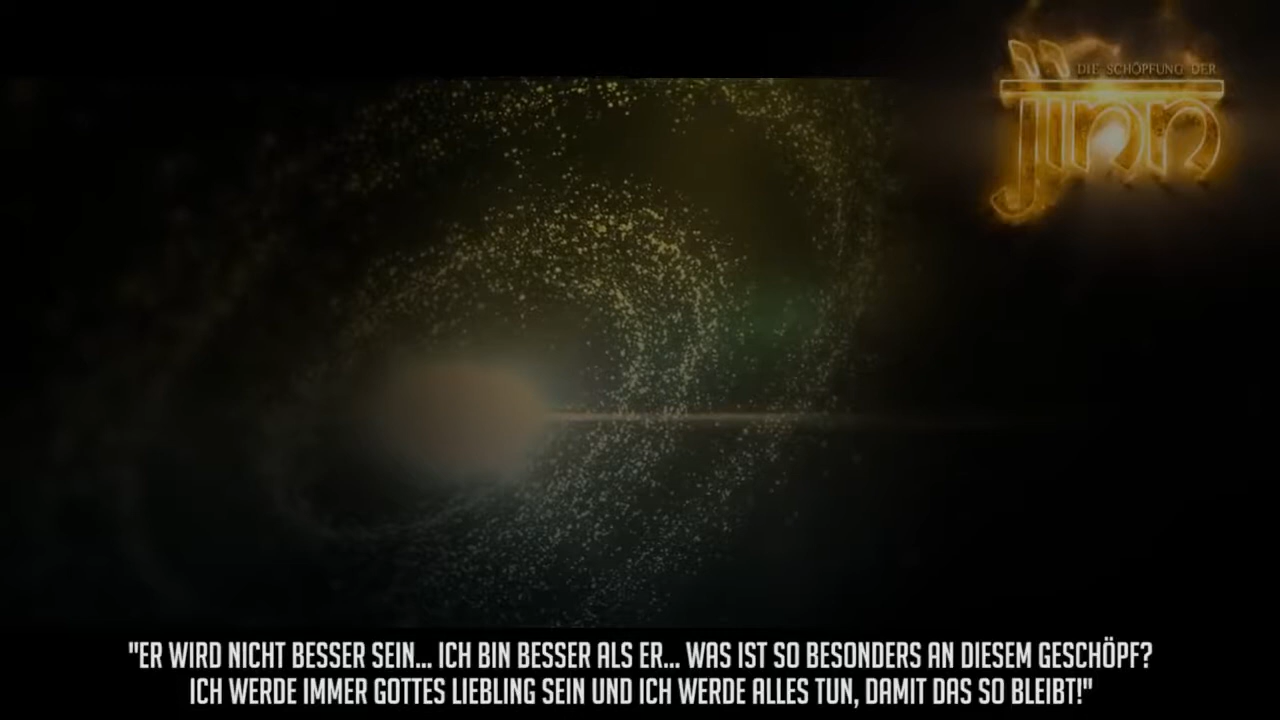 DIE SCHÖPFUNG DER
jinn
"ER WIRD NICHT BESSER SEIN... ICH BIN BESSER ALS ER... WAS IST SO BESONDERS AN DIESEM GESCHÖPF?
ICH WERDE IMMER GOTTES LIEBLING SEIN UND ICH WERDE ALLES TUN, DAMIT DAS SO BLEIBT!"